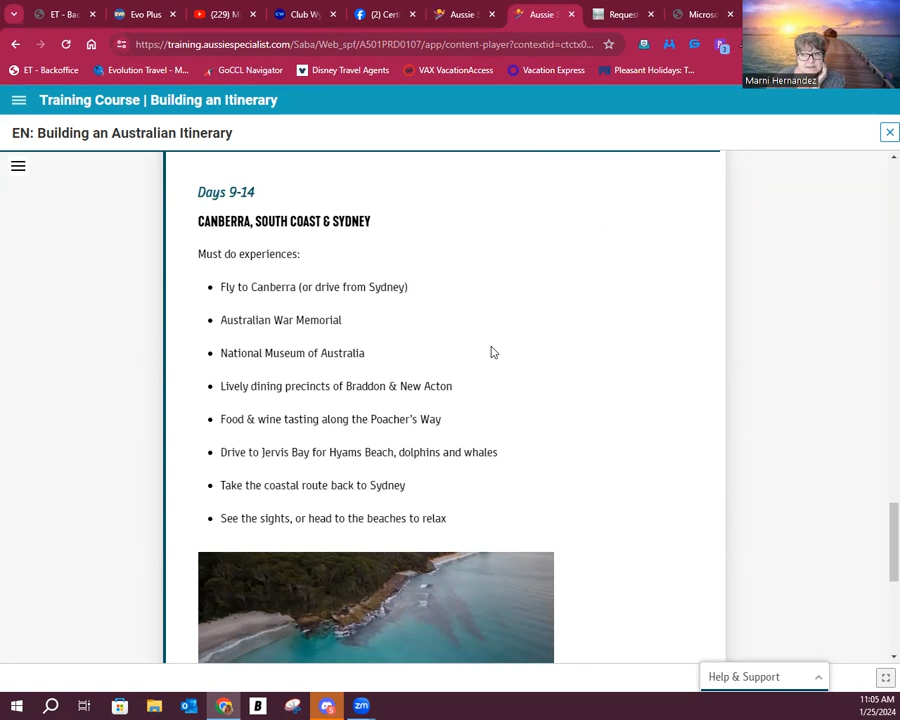 ET - Bac
Evo Plus
(229) M
Club W
(2) Cert
Aussie S
Aussie S
Request
Microso
https://training.aussiespecialist.com/Saba/Web_spf/A501PRD0107/app/content-player?contextid=ctctx0...
3
ET - Backoffice
Evolution Travel - M...
GoCCL Navigator
Disney Travel Agents
VAX VacationAccess
Vacation Express
Pleasant Holidays: T...
Marni Hernandez
Training Course | Building an Itinerary
EN: Building an Australian Itinerary
Days 9-14
CANBERRA, SOUTH COAST & SYDNEY
Must do experiences:
Fly to Canberra (or drive from Sydney)
Australian War Memorial
National Museum of Australia
Lively dining precincts of Braddon & New Acton
Food & wine tasting along the Poacher's Way
Drive to Jervis Bay for Hyams Beach, dolphins and whales
Take the coastal route back to Sydney
See the sights, or head to the beaches to relax
Help & Support
B
zm
11:05 AM
1/25/2024